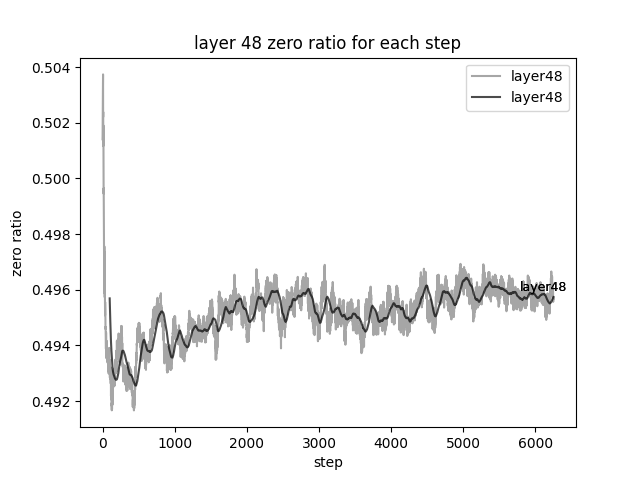 layer 48 zero ratio for each step
layer48
layer48
zero ratio
0.504
0.502
0.500
0.498
0.496
0.494
0.492
layer48
0 1000 2000 3000 4000 5000 6000
step